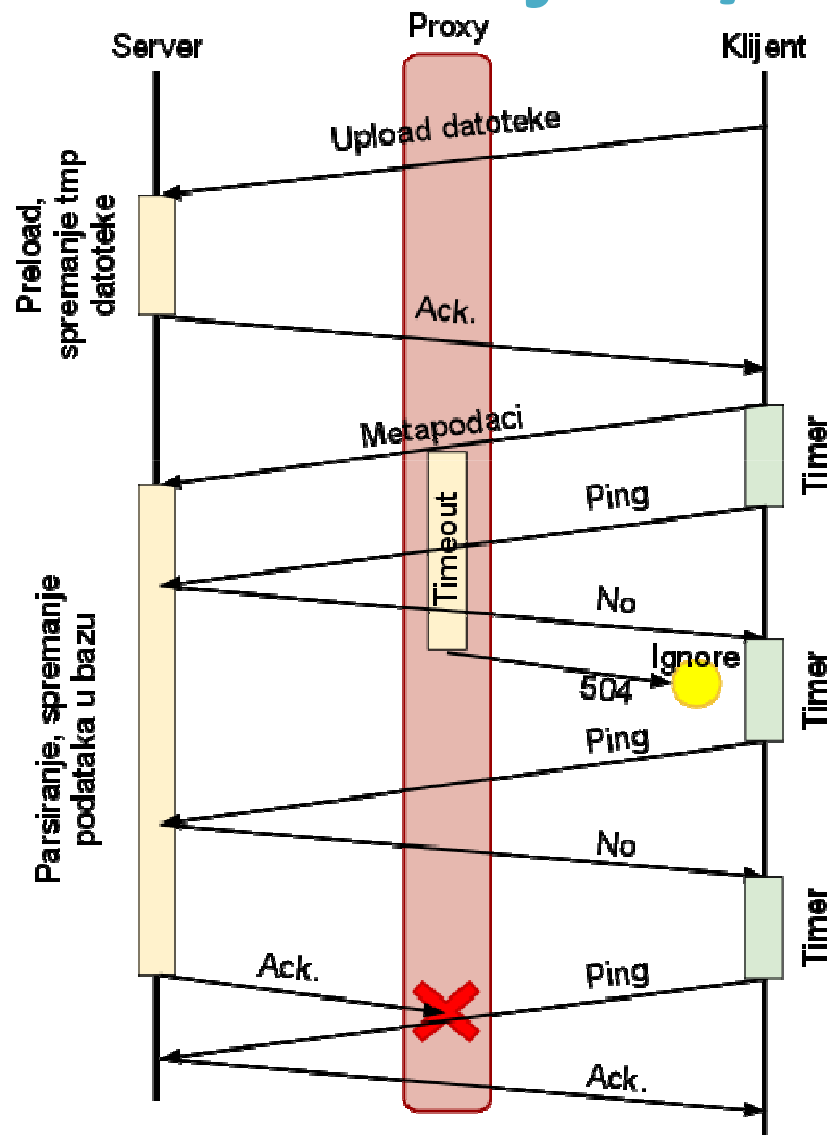 Proxy
Server
Klijent
Upload datoteke
Preload,
spremanje tmp
datoteke
Ack.
Metapodaci
Timer
Ping
Timeout
No
Ignore
504
Timer
Ping
Parsiranje, spremanje
podataka u bazu
No
Timer
Ack.
Ping
Ack.